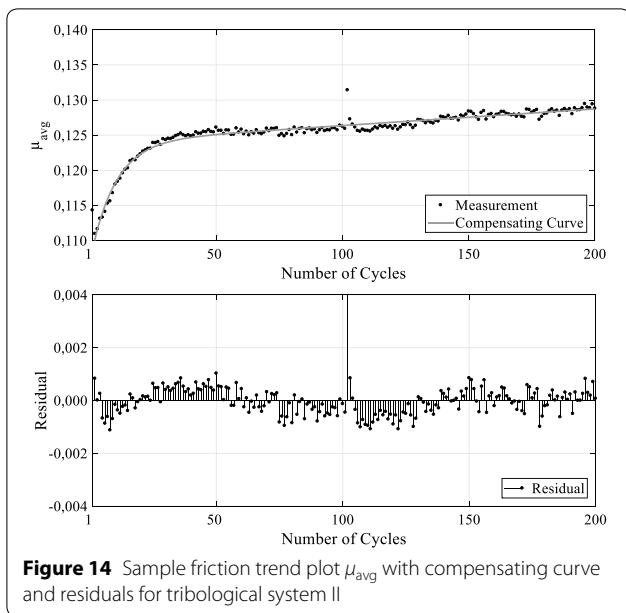 0,140
0,135
0,130
0,125
0,120
0,115
0,110
μavg
1 50 100 150 200
Number of Cycles
Measurement
Compensating Curve
0,004
0,002
0,000
-0,002
-0,004
Residual
1 50 100 150 200
Number of Cycles
Residual
Figure 14 Sample friction trend plot μavg with compensating curve
and residuals for tribological system II